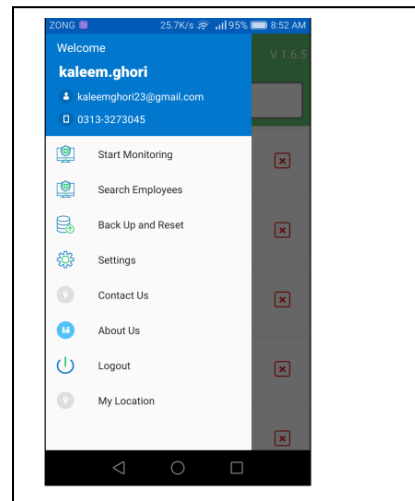 ZONG 25.7K/s 95% 8:52 AM
Welcome
V 1.6.5
kaleem.ghori
kaleemghori23@gmail.com
0313-3273045
Start Monitoring
Search Employees
Back Up and Reset
Settings
Contact Us
About Us
Logout
My Location